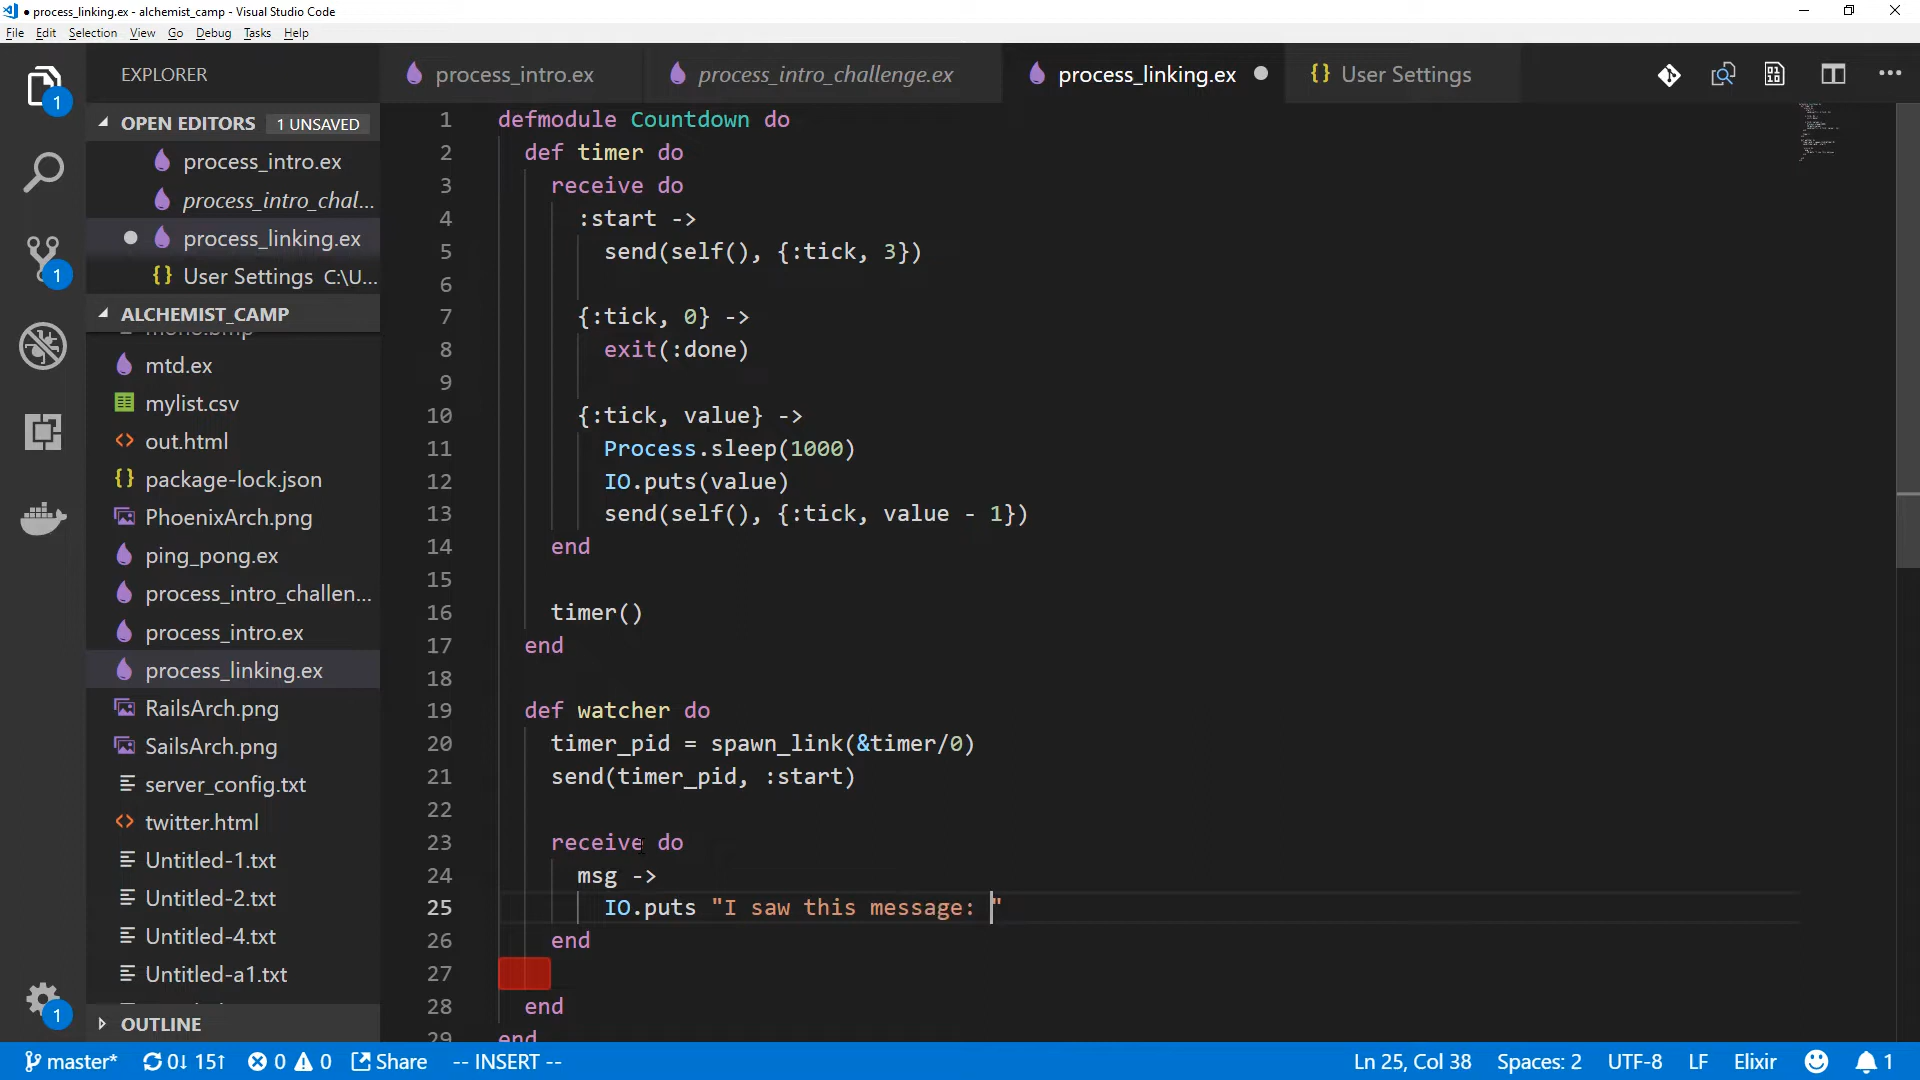 process_linking.ex - alchemist_camp - Visual Studio Code
File Edit Selection View Go Debug Tasks Help
EXPLORER
process_intro.ex
process_intro_challenge.ex
process_linking.ex
{} User Settings
1
OPEN EDITORS 1 UNSAVED
process_intro.ex
process_intro_chal...
process_linking.ex
{} User Settings C:\U...
1
ALCHEMIST_CAMP
mtd.ex
mylist.csv
<> out.html
{} package-lock.json
PhoenixArch.png
ping_pong.ex
process_intro_challen...
process_intro.ex
process_linking.ex
RailsArch.png
SailsArch.png
server_config.txt
<> twitter.html
Untitled-1.txt
Untitled-2.txt
Untitled-4.txt
Untitled-a1.txt
OUTLINE
1
1 defmodule Countdown do
2 def timer do
3 receive do
4 :start ->
5 send(self(), {:tick, 3})
6
7 {:tick, 0} ->
8 exit(:done)
9
10 {:tick, value} ->
11 Process.sleep(1000)
12 IO.puts(value)
13 send(self(), {:tick, value - 1})
14 end
15
16 timer()
17 end
18
19 def watcher do
20 timer_pid = spawn_link(&timer/0)
21 send(timer_pid, :start)
22
23 receive do
24 msg ->
25 IO.puts "I saw this message: "
26 end
27
28 end
29 end
master* 0↓ 15↑ 0 0 Share -- INSERT -- Ln 25, Col 38 Spaces: 2 UTF-8 LF Elixir 1